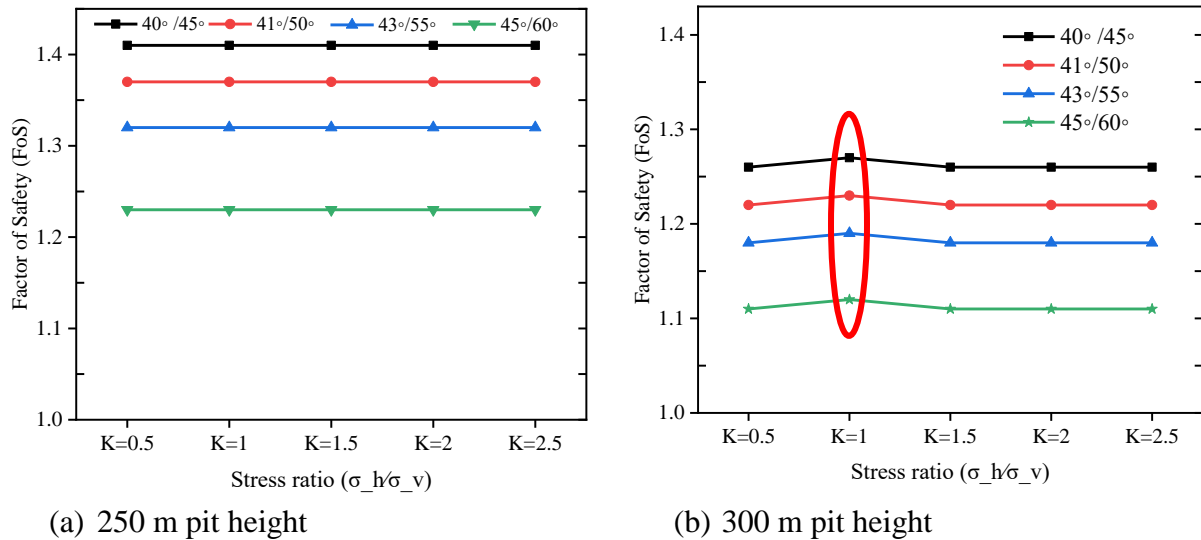 40◦ /45◦ 41◦/50◦ 43◦/55◦ 45◦/60◦
1.4
1.3
1.2
1.1
1.0
Factor of Safety (FoS)
K=0.5 K=1 K=1.5 K=2 K=2.5
Stress ratio (σ_h⁄σ_v)
(a) 250 m pit height
40◦ /45◦
41◦/50◦
43◦/55◦
45◦/60◦
1.4
1.3
1.2
1.1
1.0
Factor of Safety (FoS)
K=0.5 K=1 K=1.5 K=2 K=2.5
Stress ratio (σ_h⁄σ_v)
(b) 300 m pit height